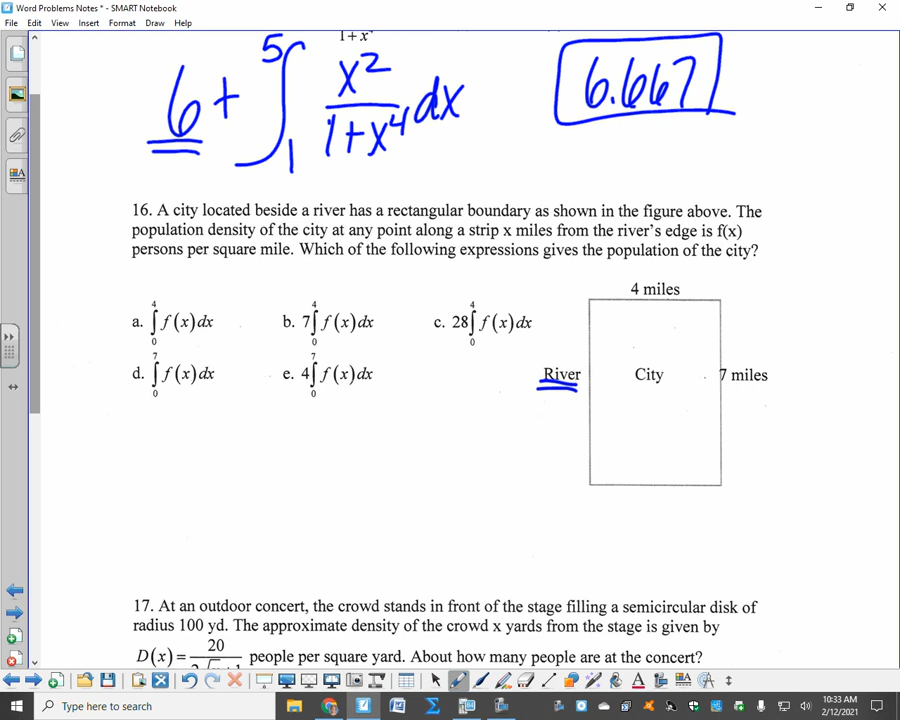 Word Problems Notes * - SMART Notebook
File Edit View Insert Format Draw Help
1 + x
6 + ∫₁⁵ x²/(1+x⁴) dx
6.667
16. A city located beside a river has a rectangular boundary as shown in the figure above. The
population density of the city at any point along a strip x miles from the river's edge is f(x)
persons per square mile. Which of the following expressions gives the population of the city?
4 miles
a. ∫₀⁴ f(x)dx b. 7∫₀⁴ f(x)dx c. 28∫₀⁴ f(x)dx
d. ∫₀⁷ f(x)dx e. 4∫₀⁷ f(x)dx
River City 7 miles
17. At an outdoor concert, the crowd stands in front of the stage filling a semicircular disk of
radius 100 yd. The approximate density of the crowd x yards from the stage is given by
D(x) = 20 people per square yard. About how many people are at the concert?
Type here to search
10:33 AM
2/12/2021